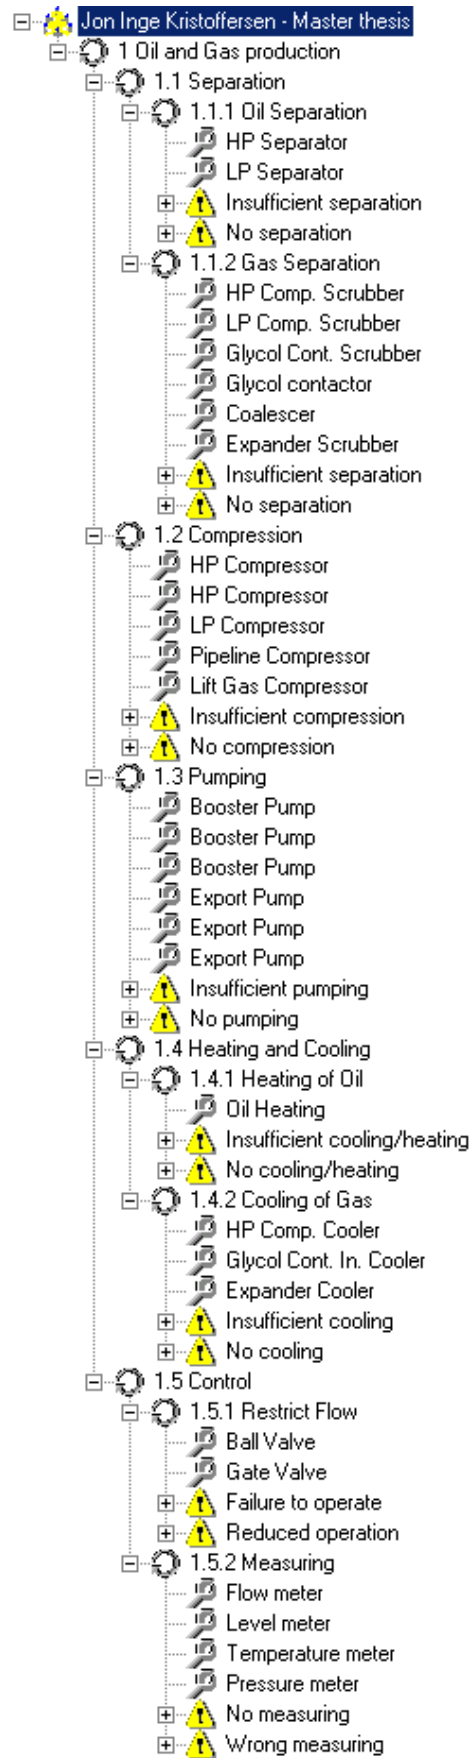 Jon Inge Kristoffersen - Master thesis
1 Oil and Gas production
1.1 Separation
1.1.1 Oil Separation
HP Separator
LP Separator
Insufficient separation
No separation
1.1.2 Gas Separation
HP Comp. Scrubber
LP Comp. Scrubber
Glycol Cont. Scrubber
Glycol contactor
Coalescer
Expander Scrubber
Insufficient separation
No separation
1.2 Compression
HP Compressor
HP Compressor
LP Compressor
Pipeline Compressor
Lift Gas Compressor
Insufficient compression
No compression
1.3 Pumping
Booster Pump
Booster Pump
Booster Pump
Export Pump
Export Pump
Export Pump
Insufficient pumping
No pumping
1.4 Heating and Cooling
1.4.1 Heating of Oil
Oil Heating
Insufficient cooling/heating
No cooling/heating
1.4.2 Cooling of Gas
HP Comp. Cooler
Glycol Cont. In. Cooler
Expander Cooler
Insufficient cooling
No cooling
1.5 Control
1.5.1 Restrict Flow
Ball Valve
Gate Valve
Failure to operate
Reduced operation
1.5.2 Measuring
Flow meter
Level meter
Temperature meter
Pressure meter
No measuring
Wrong measuring